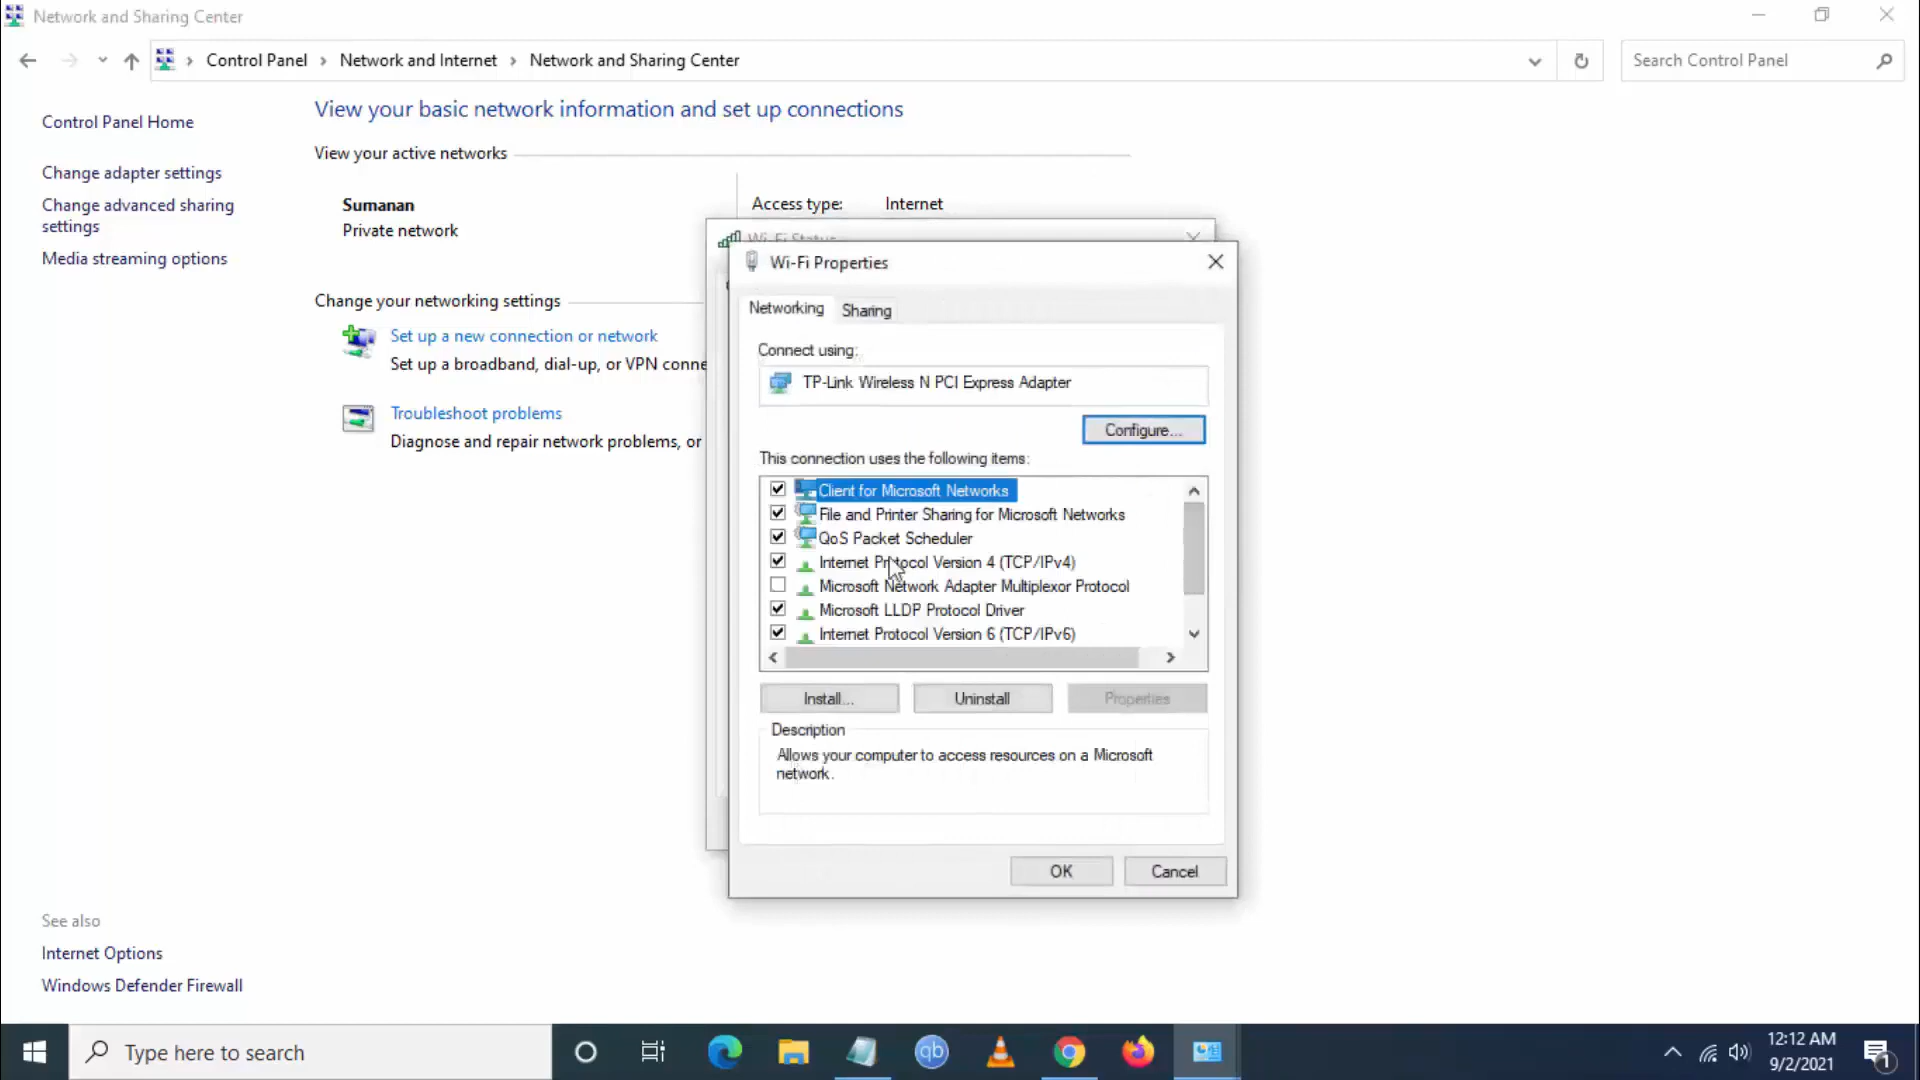 Network and Sharing Center
Control Panel > Network and Internet > Network and Sharing Center
Search Control Panel
Control Panel Home
Change adapter settings
Change advanced sharing
settings
Media streaming options
See also
Internet Options
Windows Defender Firewall
View your basic network information and set up connections
View your active networks
Sumanan
Private network
Access type: Internet
Change your networking settings
Set up a new connection or network
Set up a broadband, dial-up, or VPN conne
Troubleshoot problems
Diagnose and repair network problems, or
Wi-Fi Status
Wi-Fi Properties
Networking Sharing
Connect using:
TP-Link Wireless N PCI Express Adapter
Configure...
This connection uses the following items:
Client for Microsoft Networks
File and Printer Sharing for Microsoft Networks
QoS Packet Scheduler
Internet Protocol Version 4 (TCP/IPv4)
Microsoft Network Adapter Multiplexor Protocol
Microsoft LLDP Protocol Driver
Internet Protocol Version 6 (TCP/IPv6)
Install... Uninstall Properties
Description
Allows your computer to access resources on a Microsoft
network.
OK Cancel
Type here to search
qb
12:12 AM
9/2/2021
1